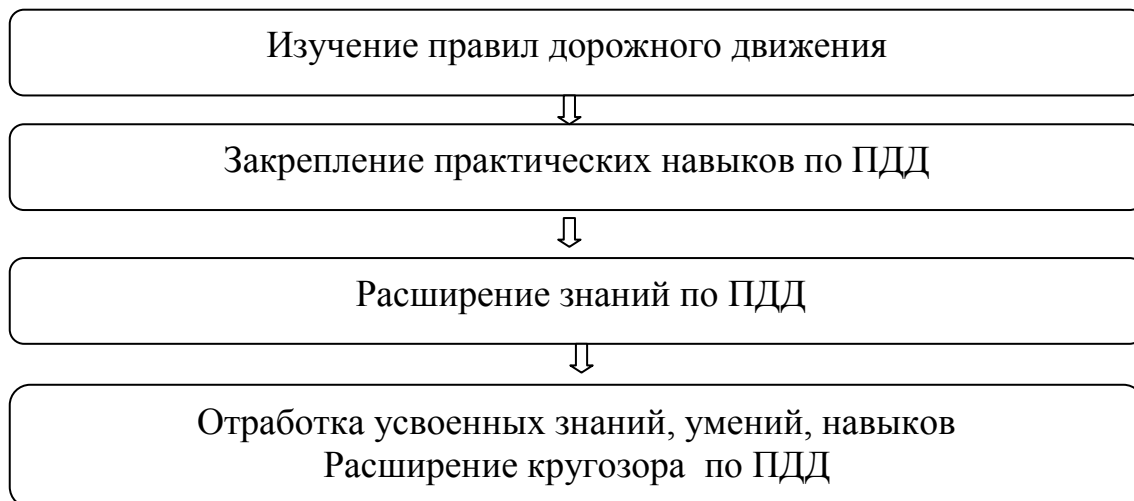 Изучение правил дорожного движения
Закрепление практических навыков по ПДД
Расширение знаний по ПДД
Отработка усвоенных знаний, умений, навыков
Расширение кругозора по ПДД